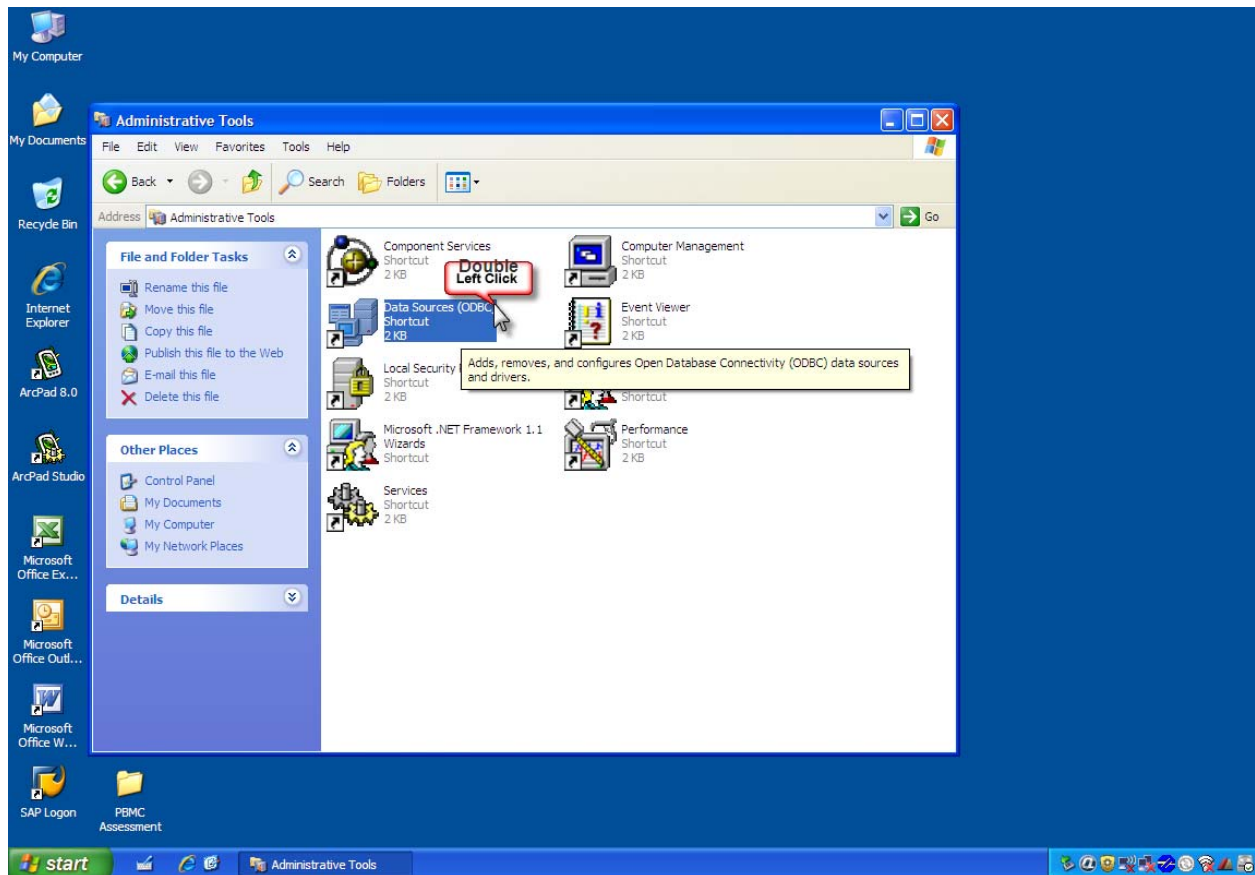 My Computer
My Documents
Recycle Bin
Internet
Explorer
ArcPad 8.0
ArcPad Studio
Microsoft
Office Ex...
Microsoft
Office Outl...
Microsoft
Office W...
SAP Logon
PBMC
Assessment
Administrative Tools
File Edit View Favorites Tools Help
Back Search Folders
Address Administrative Tools Go
File and Folder Tasks
Rename this file
Move this file
Copy this file
Publish this file to the Web
E-mail this file
Delete this file
Other Places
Control Panel
My Documents
My Computer
My Network Places
Details
Component Services
Shortcut
2 KB
Computer Management
Shortcut
2 KB
Double
Left Click
Data Sources (ODBC
Shortcut
2 KB
Event Viewer
Shortcut
2 KB
Adds, removes, and configures Open Database Connectivity (ODBC) data sources
and drivers.
Local Security
Shortcut
2 KB
Shortcut
Microsoft .NET Framework 1.1
Wizards
Shortcut
Performance
Shortcut
2 KB
Services
Shortcut
2 KB
start
Administrative Tools